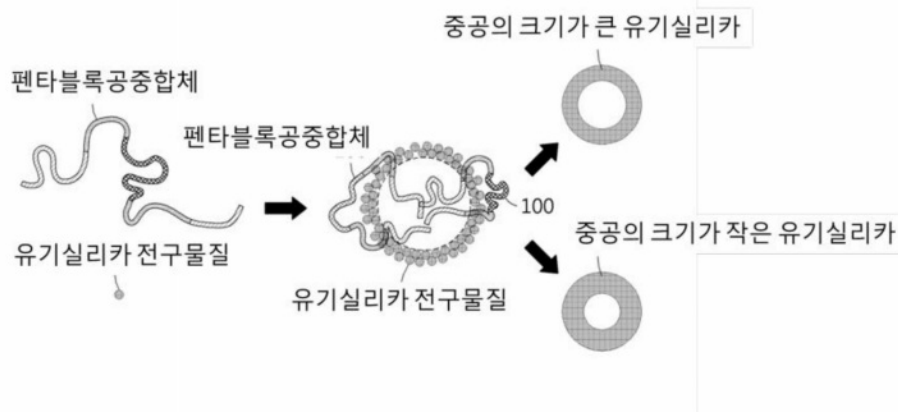 중공의 크기가 큰 유기실리카
펜타블록공중합체
펜타블록공중합체
100
중공의 크기가 작은 유기실리카
유기실리카 전구물질
유기실리카 전구물질